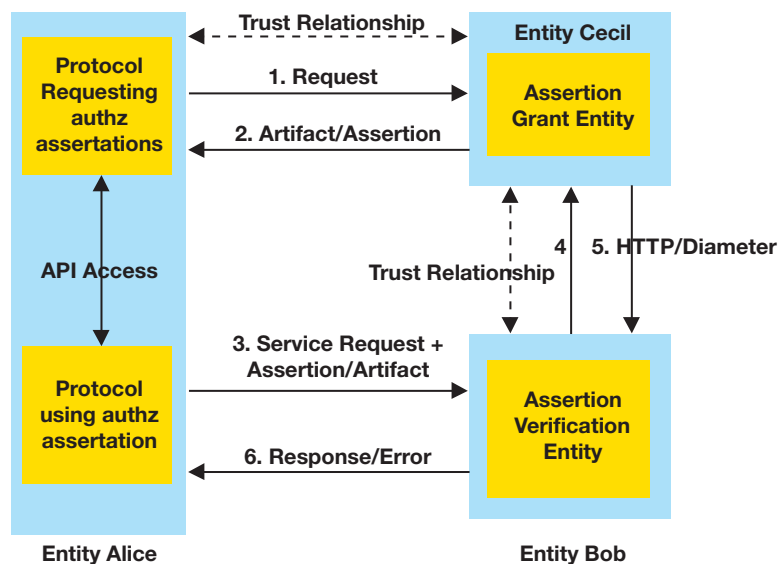 Trust Relationship
Entity Cecil
Protocol
Requesting
authz
assertations
1. Request
Assertion
Grant Entity
2. Artifact/Assertion
API Access
4
5. HTTP/Diameter
Trust Relationship
3. Service Request +
Assertion/Artifact
Protocol
using authz
assertation
Assertion
Verification
Entity
6. Response/Error
Entity Alice
Entity Bob